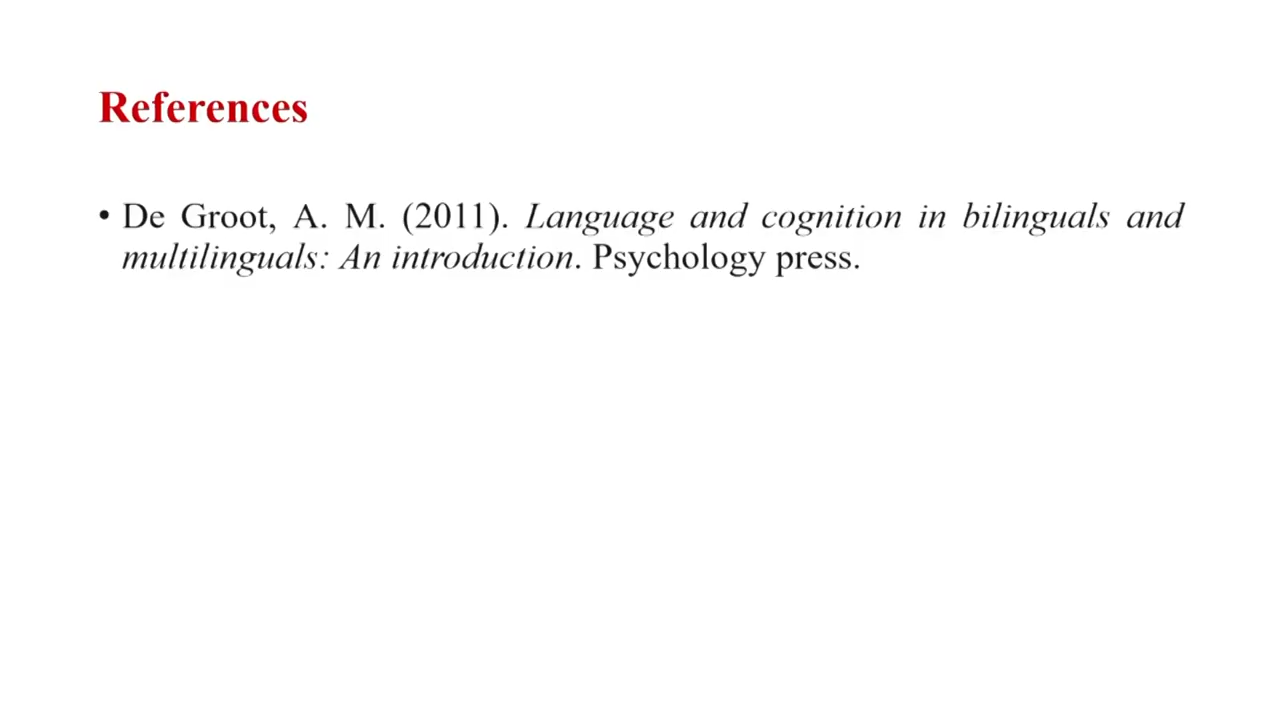 References
• De Groot, A. M. (2011). Language and cognition in bilinguals and
multilinguals: An introduction. Psychology press.